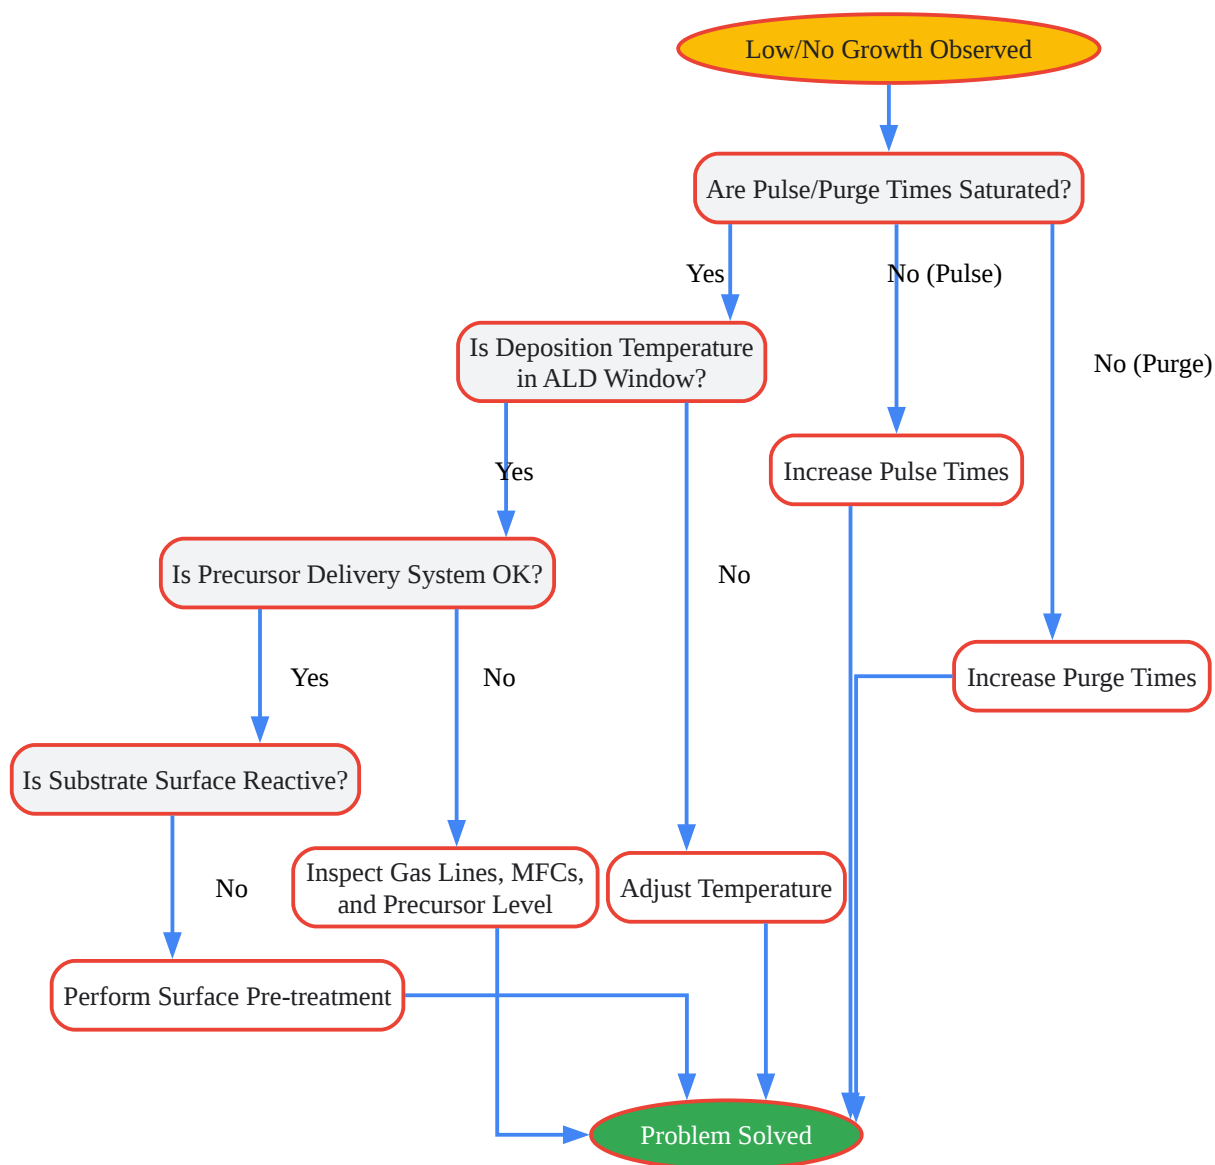 Low/No Growth Observed
Are Pulse/Purge Times Saturated?
Yes
No (Pulse)
Is Deposition Temperature
in ALD Window?
No (Purge)
Yes
Increase Pulse Times
Is Precursor Delivery System OK?
No
Yes
No
Increase Purge Times
Is Substrate Surface Reactive?
No
Inspect Gas Lines, MFCs,
and Precursor Level
Adjust Temperature
Perform Surface Pre-treatment
Problem Solved